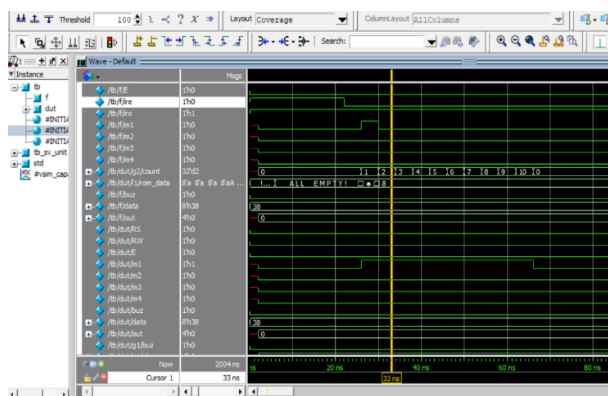 Threshold 100 Layout Coverage ColumnLayout AllColumns
Search:
Instance
Wave - Default
Msgs
tb
f
dut
#INITIA
#INITIA
#INITIA
tb_sv_unit
std
#vsim_capa
/tb/f/E 1'h0
/tb/f/ire 1'h0
/tb/f/iro 1'h1
/tb/f/m1 1'h0
/tb/f/m2 1'h0
/tb/f/m3 1'h0
/tb/f/m4 1'h0
/tb/dut/g2/count 32'd2 0 1 2 3 4 5 6 7 8 9 10 0
/tb/dut/l1/rom_data 8'a 8'a 8'a 8'aA ... ALL EMPTY!
/tb/f/buz 1'h0
/tb/f/data 8'h38 38
/tb/f/out 4'h0 0
/tb/dut/RS 1'h0
/tb/dut/RW 1'h0
/tb/dut/E 1'h0
/tb/dut/m1 1'h1
/tb/dut/m2 1'h0
/tb/dut/m3 1'h0
/tb/dut/m4 1'h0
/tb/dut/buz 1'h0
/tb/dut/data 8'h38 38
/tb/dut/out 4'h0 0
/tb/dut/g1/buz 1'h0
Now 2004 ns ns 20 ns 40 ns 60 ns 80 ns
Cursor 1 33 ns 33 ns